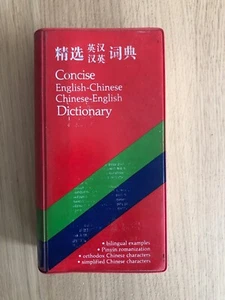 精选 英汉 词典
汉英
Concise
English-Chinese
Chinese-English
Dictionary
• bilingual examples
• Pinyin romanization
• orthodox Chinese characters
• simplified Chinese characters